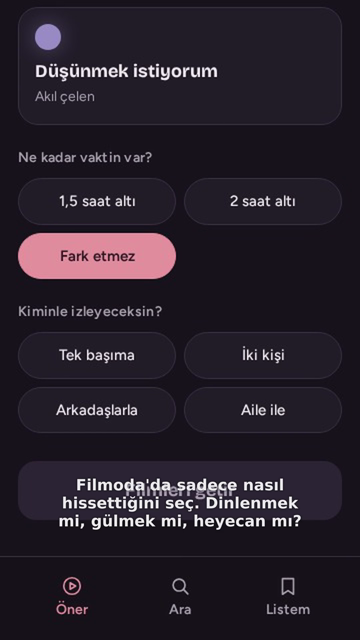 Düşünmek istiyorum
Akıl çelen
Ne kadar vaktin var?
1,5 saat altı
2 saat altı
Fark etmez
Kiminle izleyeceksin?
Tek başıma
İki kişi
Arkadaşlarla
Aile ile
Filmleri getir
Filmoda'da sadece nasıl
hissettiğini seç. Dinlenmek
mi, gülmek mi, heyecan mı?
Öner
Ara
Listem